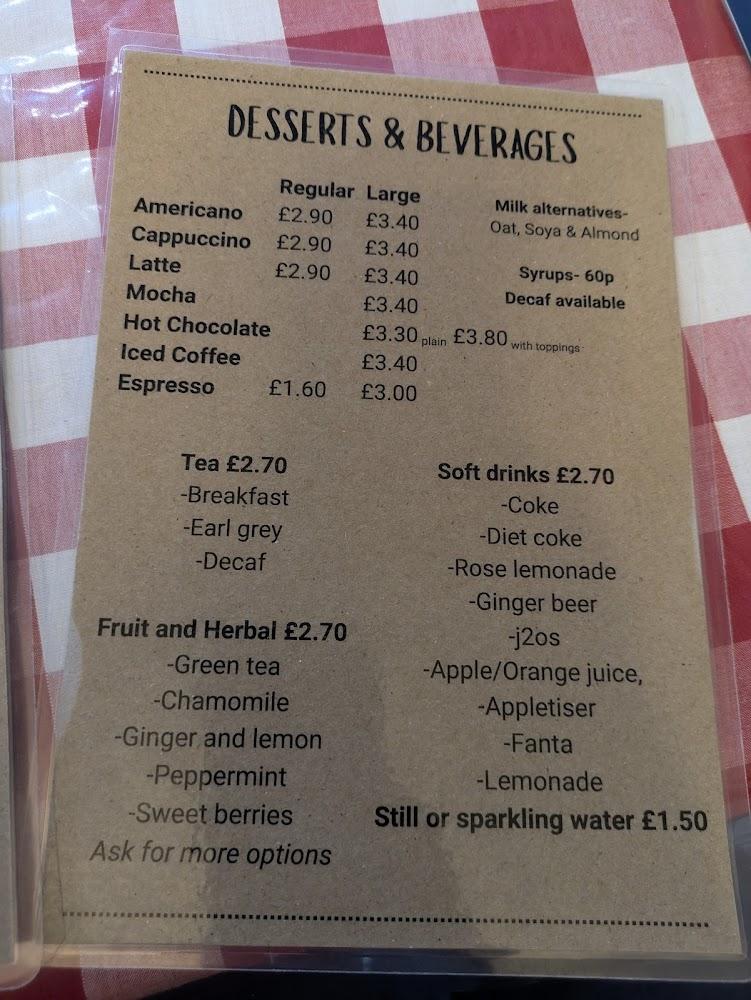 DESSERTS & BEVERAGES
Regular Large
Americano £2.90 £3.40
Cappuccino £2.90 £3.40
Latte £2.90 £3.40
Mocha £3.40
Hot Chocolate £3.30 plain £3.80 with toppings
Iced Coffee £3.40
Espresso £1.60 £3.00
Milk alternatives-
Oat, Soya & Almond
Syrups- 60p
Decaf available
Tea £2.70
-Breakfast
-Earl grey
-Decaf
Fruit and Herbal £2.70
-Green tea
-Chamomile
-Ginger and lemon
-Peppermint
-Sweet berries
Ask for more options
Soft drinks £2.70
-Coke
-Diet coke
-Rose lemonade
-Ginger beer
-j2os
-Apple/Orange juice,
-Appletiser
-Fanta
-Lemonade
Still or sparkling water £1.50